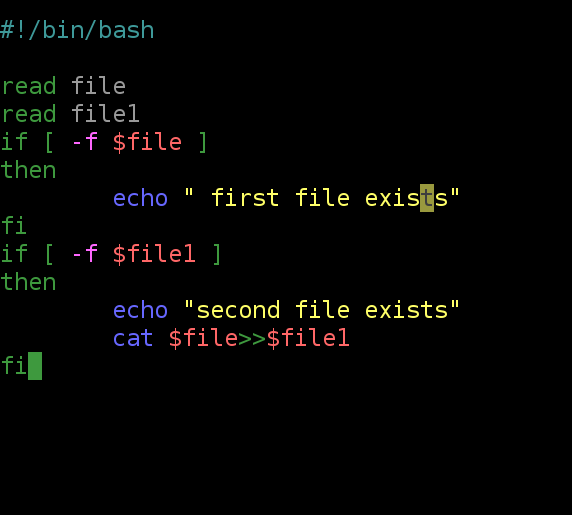 #!/bin/bash
read file
read file1
if [ -f $file ]
then
echo " first file exists"
fi
if [ -f $file1 ]
then
echo "second file exists"
cat $file>>$file1
fi